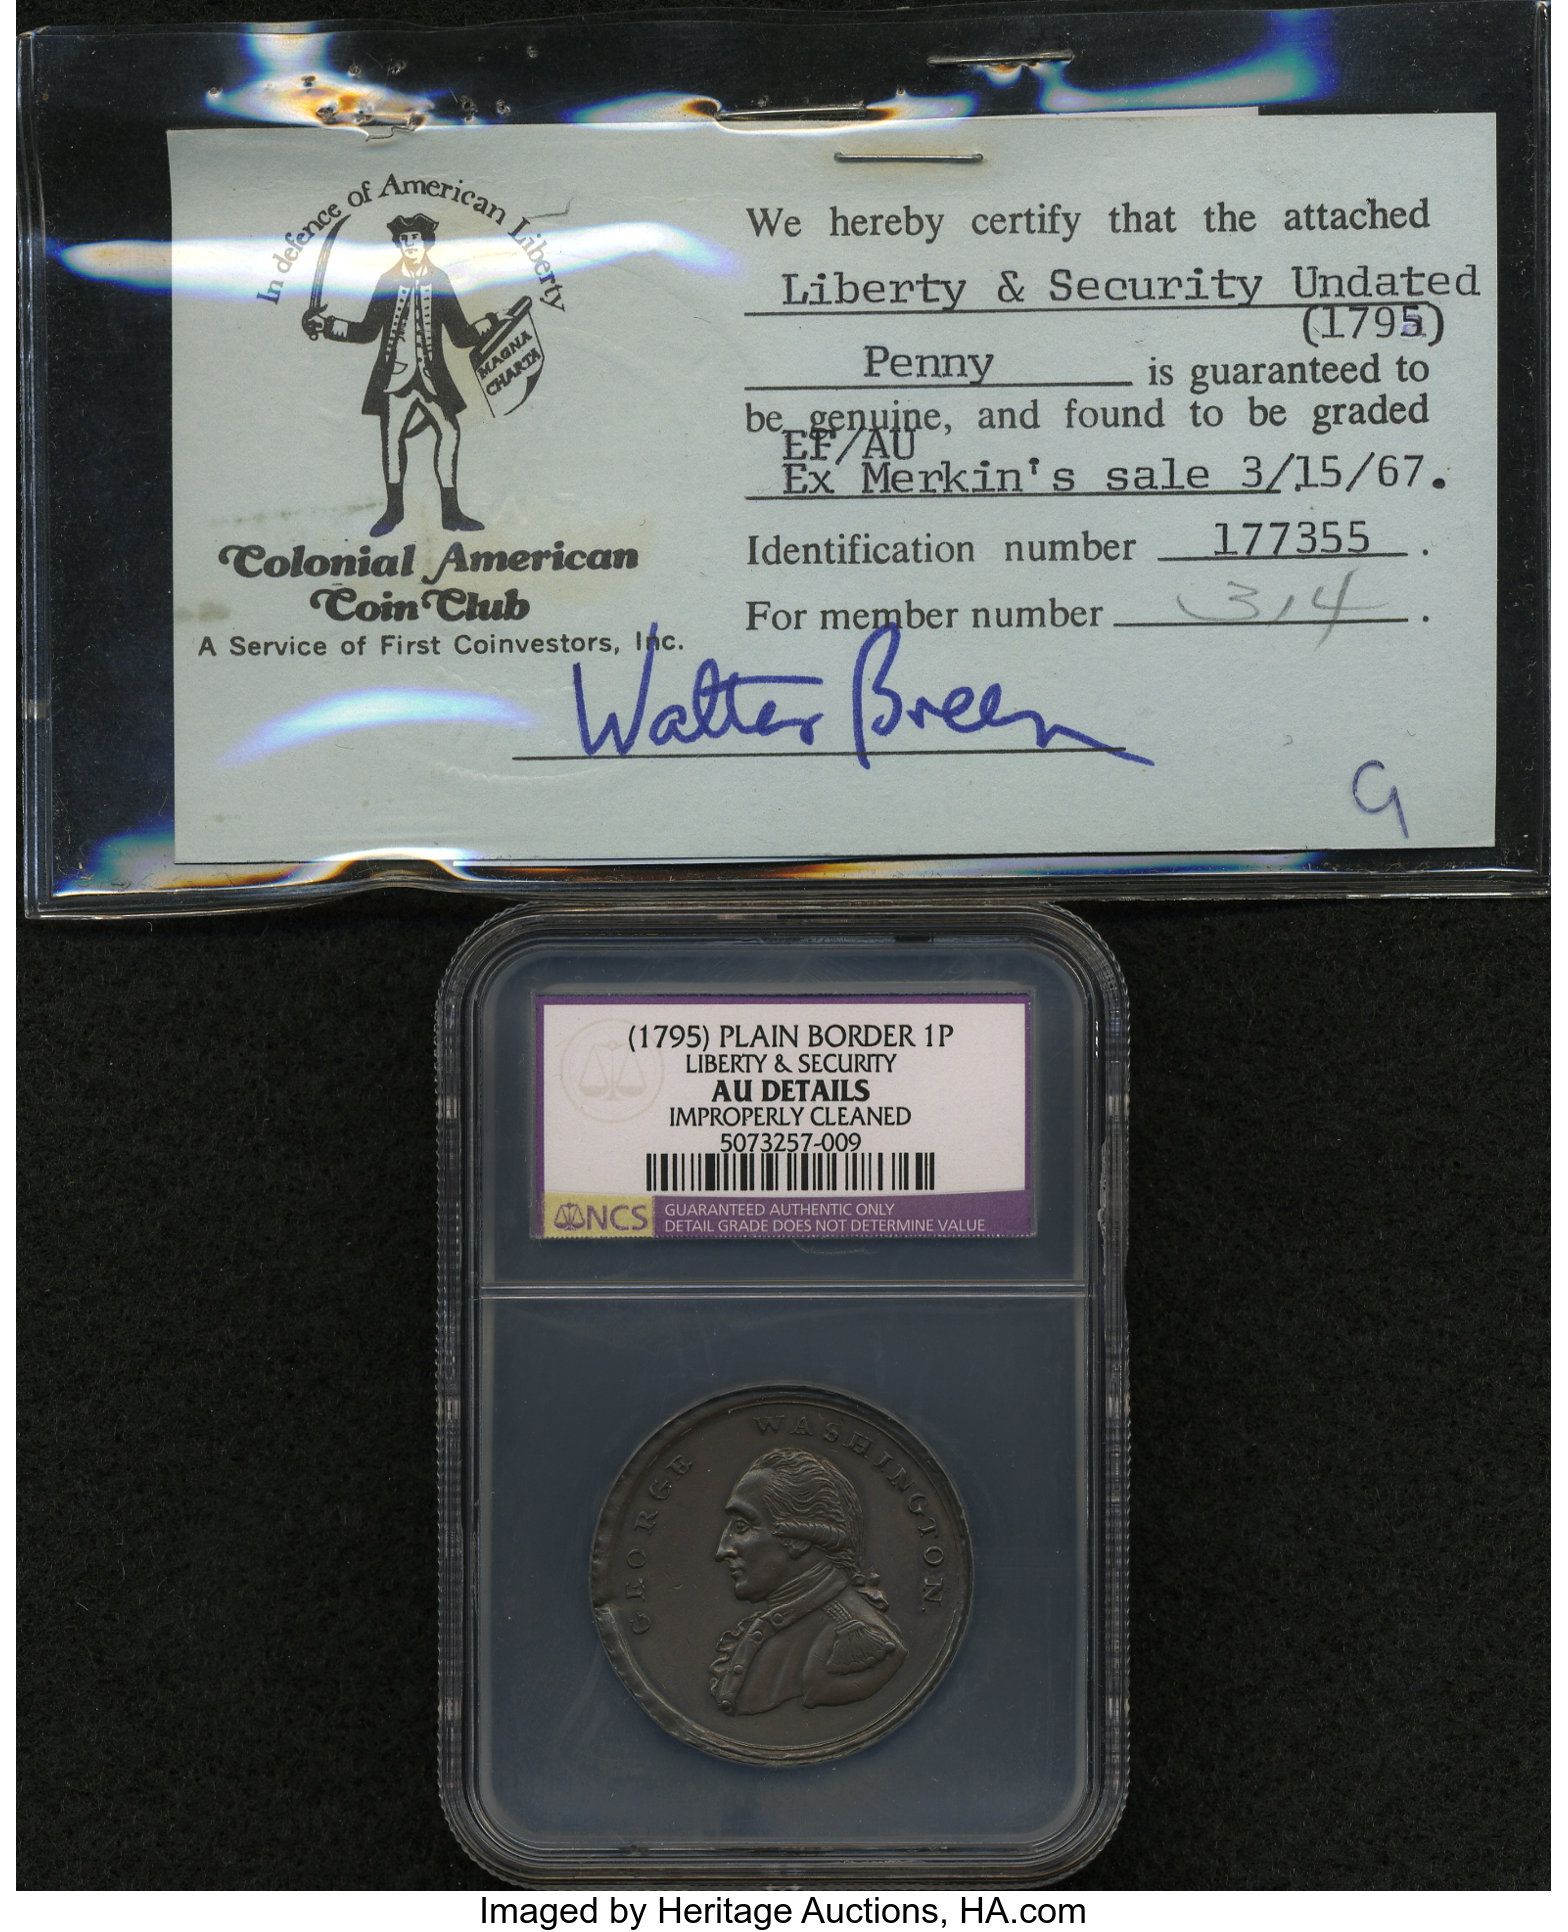 In defence of American Liberty
MAGNA
CHARTA
Colonial American
Coin Club
A Service of First Coinvestors, Inc.
We hereby certify that the attached
Liberty & Security Undated
(1795)
Penny is guaranteed to
be genuine, and found to be graded
EF/AU
Ex Merkin's sale 3/15/67.
Identification number 177355.
For member number 314.
Walter Breen
(1795) PLAIN BORDER 1P
LIBERTY & SECURITY
AU DETAILS
IMPROPERLY CLEANED
5073257-009
NCS
GUARANTEED AUTHENTIC ONLY
DETAIL GRADE DOES NOT DETERMINE VALUE
GEORGE WASHINGTON.
Imaged by Heritage Auctions, HA.com